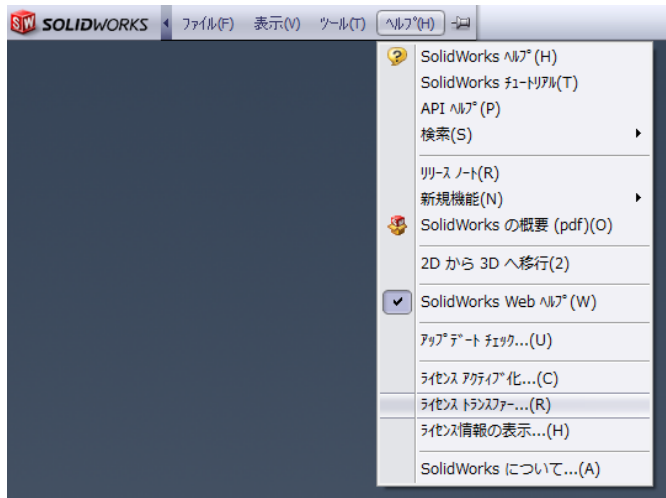 SW SOLIDWORKS ファイル(F) 表示(V) ツール(T) ヘルプ(H)
SolidWorks ヘルプ(H)
SolidWorks チュートリアル(T)
API ヘルプ(P)
検索(S)
リリース ノート(R)
新規機能(N)
SolidWorks の概要 (pdf)(O)
2D から 3D へ移行(2)
SolidWorks Web ヘルプ(W)
アップデート チェック...(U)
ライセンス アクティブ化...(C)
ライセンス トランスファー...(R)
ライセンス情報の表示...(H)
SolidWorks について...(A)